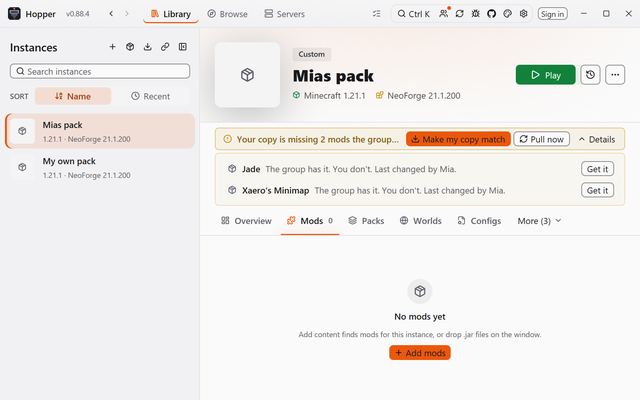 Hopper v0.88.4
Library
Browse
Servers
Ctrl K
Sign in
Instances
Search instances
SORT
Name
Recent
Mias pack
1.21.1 · NeoForge 21.1.200
My own pack
1.21.1 · NeoForge 21.1.200
Custom
Mias pack
Minecraft 1.21.1
NeoForge 21.1.200
Play
Your copy is missing 2 mods the group...
Make my copy match
Pull now
Details
Jade The group has it. You don't. Last changed by Mia.
Get it
Xaero's Minimap The group has it. You don't. Last changed by Mia.
Get it
Overview
Mods 0
Packs
Worlds
Configs
More (3)
No mods yet
Add content finds mods for this instance, or drop .jar files on the window.
+ Add mods